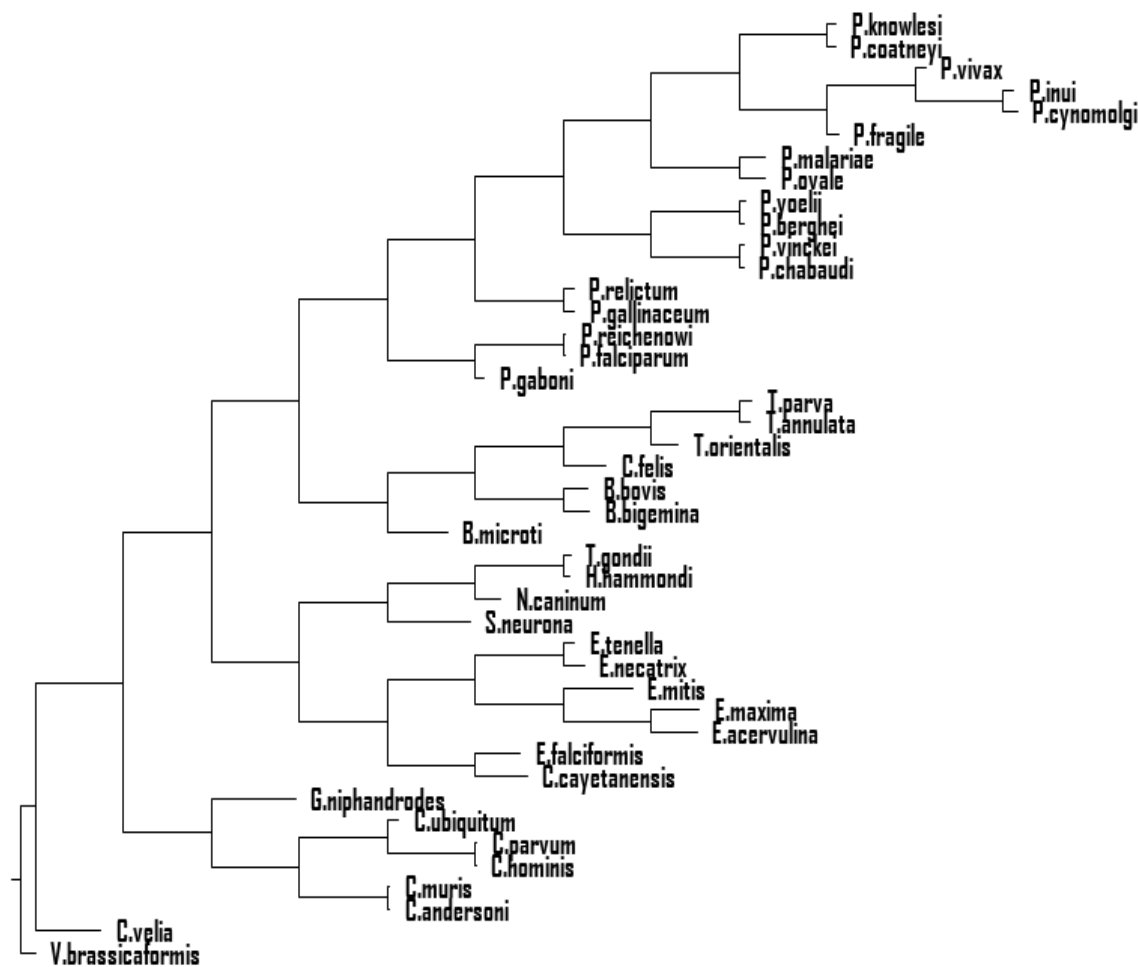 P.knowlesi
P.coatneyi
P.vivax
P.inui
P.cynomolgi
P.fragile
P.malariae
P.ovale
P.yoelii
P.berghei
P.vinckei
P.chabaudi
P.relictum
P.gallinaceum
P.reichenowi
P.falciparum
P.gaboni
T.parva
T.annulata
T.orientalis
C.felis
B.bovis
B.bigemina
B.microti
T.gondii
H.hammondi
N.caninum
S.neurona
E.tenella
E.necatrix
E.mitis
E.maxima
E.acervulina
E.falciformis
C.cayetanensis
G.niphandrodes
C.ubiquitum
C.parvum
C.hominis
C.muris
C.andersoni
C.velia
V.brassicaformis